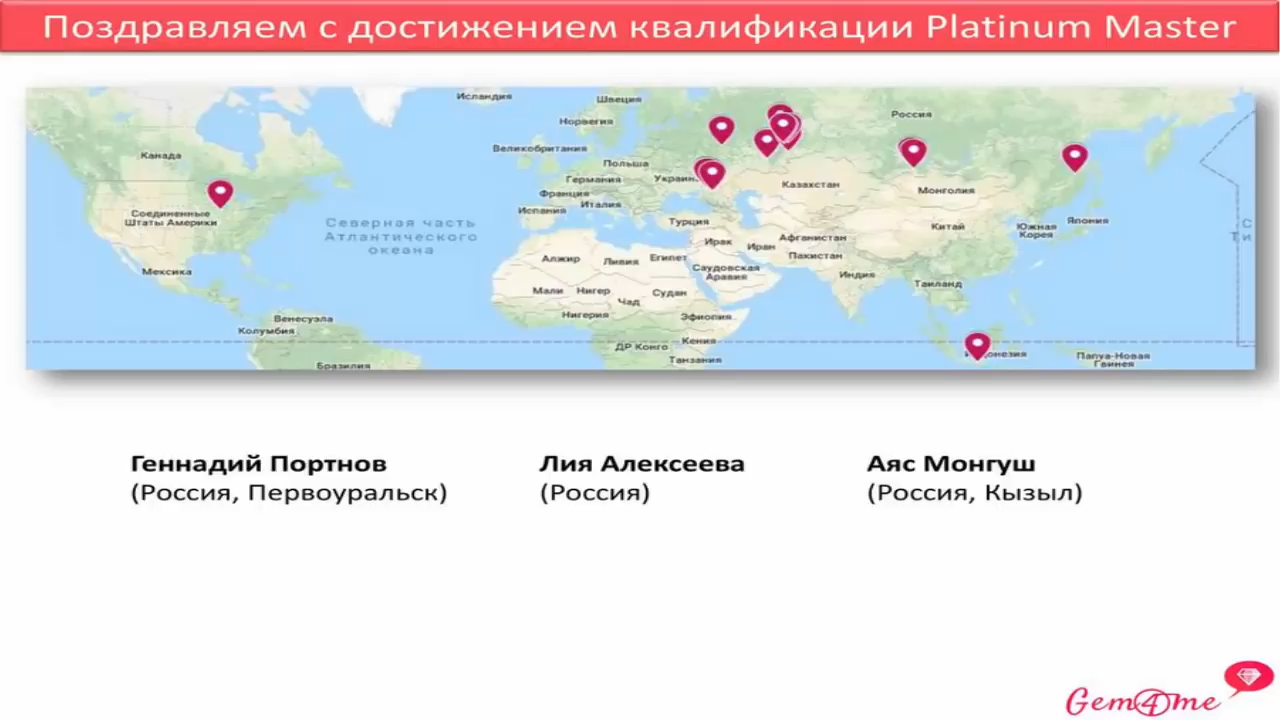 Поздравляем с достижением квалификации Platinum Master
Исландия
Швеция
Норвегия
Россия
Великобритания
Канада
Польша
Германия
Украин
Казахстан
Франция
Монголия
Италия
Испания
Соединенные
Штаты Америки
Северная часть
Атлантического
океана
Турция
Китай
Южная
Корея
Япония
Ирак
Иран
Афганистан
Пакистан
Алжир
Ливия
Египет
Саудовская
Аравия
Мексика
Индия
Таиланд
Мали
Нигер
Чад
Судан
Венесуэла
Колумбия
Нигерия
Эфиопия
ДР Конго
Кения
Танзания
онезия
Папуа-Новая
Гвинея
Бразилия
Геннадий Портнов
(Россия, Первоуральск)
Лия Алексеева
(Россия)
Аяс Монгуш
(Россия, Кызыл)
Gem4me